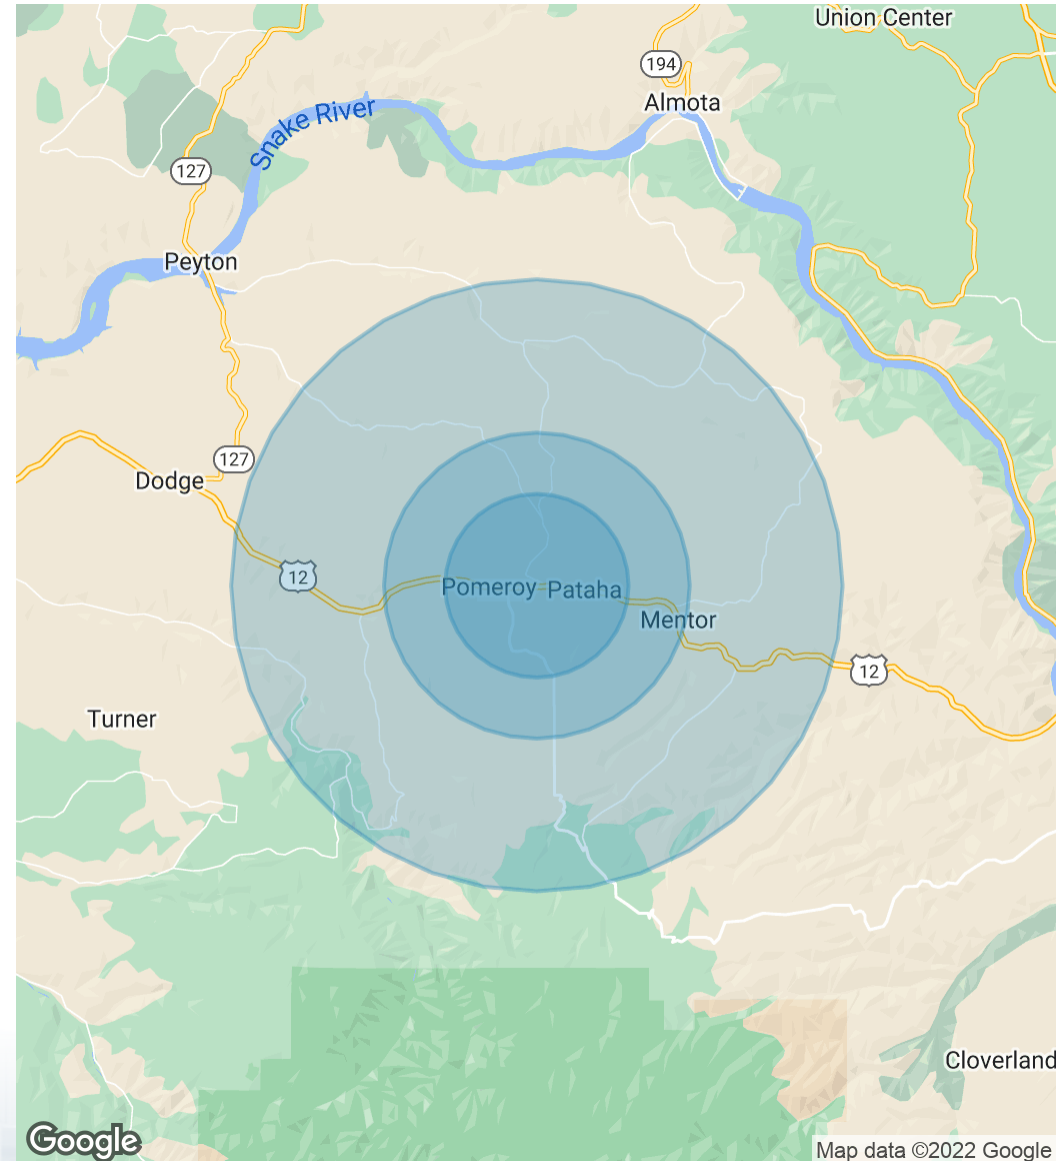 Union Center
194
Almota
Snake River
127
Peyton
127
Dodge
12
Pomeroy
Pataha
Mentor
12
Turner
Cloverland
Google
Map data ©2022 Google